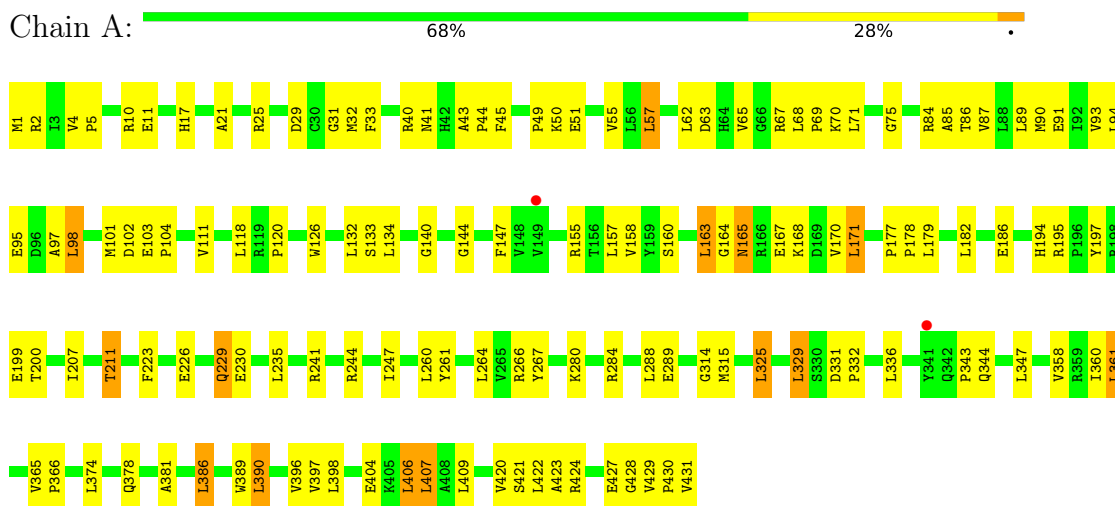 Chain A:
68% 28% •
M1 R2 I3 V4 P5 R10 E11 H17 A21 R25 D29 C30 G31 M32 F33 R40 N41 H42 A43 P44 F45 P49 K50 E51 V55 L56 L57 L62 D63 H64 V65 G66 R67 L68 P69 K70 L71 G75 R84 A85 T86 V87 L88 L89 M90 E91 I92 V93 L94
E95 D96 A97 L98 M101 D102 E103 P104 V111 L118 R119 P120 W126 L132 S133 L134 G140 G144 F147 V148 V149 R155 T156 L157 V158 Y159 S160 L163 G164 N165 R166 E167 K168 D169 V170 L171 P177 P178 L179 L182 E186 H194 R195 P196 Y197 R198
E199 T200 I207 T211 F223 E226 Q229 E230 L235 R241 R244 I247 L260 Y261 L264 V265 R266 Y267 K280 R284 L288 E289 G314 M315 L325 L329 S330 D331 P332 L336 Y341 Q342 P343 Q344 L347 V358 R359 I360 L361
V365 P366 L374 Q378 A381 L386 W389 L390 V396 V397 L398 E404 K405 L406 L407 A408 L409 V420 S421 L422 A423 R424 E427 G428 V429 P430 V431